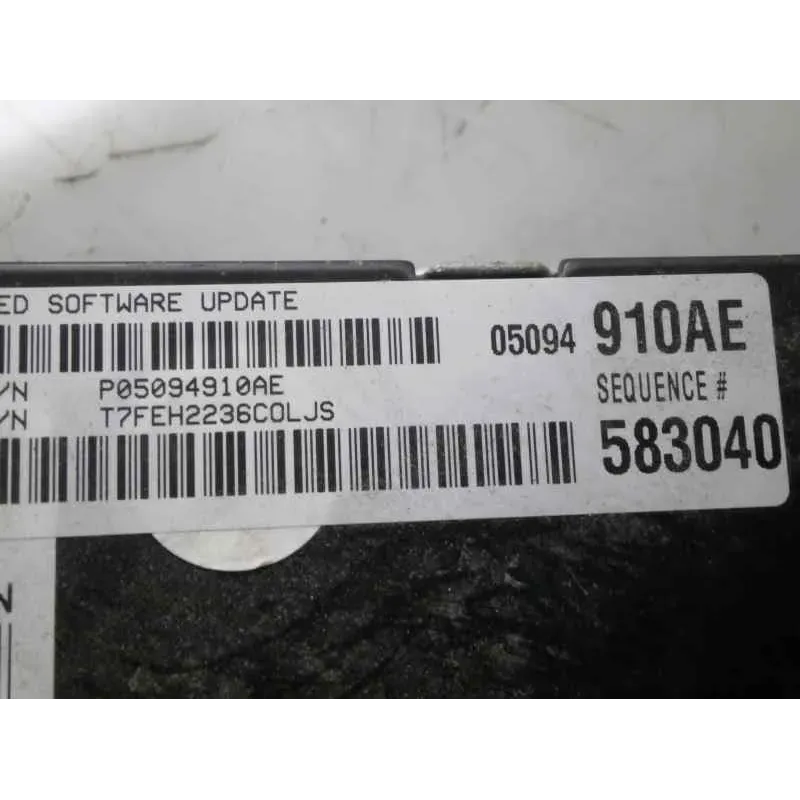 ED SOFTWARE UPDATE
05094 910AE
/N P05094910AE
SEQUENCE #
/N T7FEH2236COLJS
583040
N